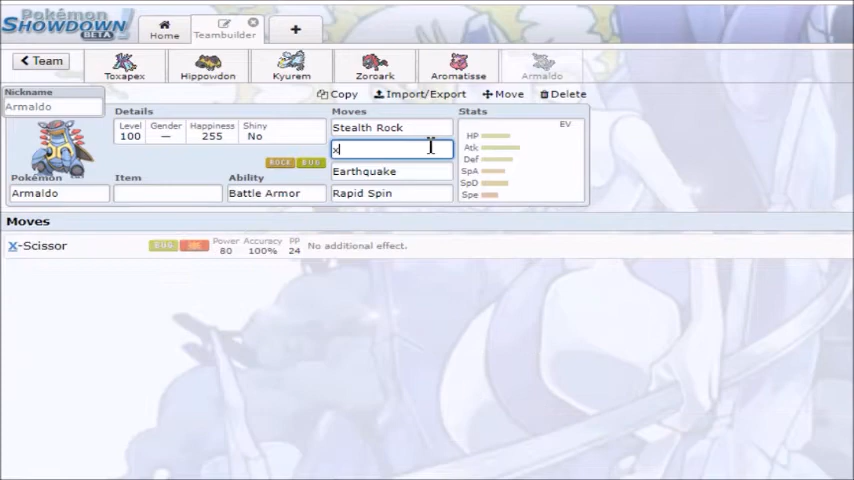 Pokémon
SHOWDOWN!
BETA
Home
Teambuilder
+
Team
Toxapex
Hippowdon
Kyurem
Zoroark
Aromatisse
Armaldo
Copy
Import/Export
Move
Delete
Nickname
Armaldo
Details
Level
100
Gender
—
Happiness
255
Shiny
No
ROCK
BUG
Pokémon
Armaldo
Item
Ability
Battle Armor
Moves
Stealth Rock
x
Earthquake
Rapid Spin
Stats
EV
HP
Atk
Def
SpA
SpD
Spe
Moves
X-Scissor
BUG
Power
80
Accuracy
100%
PP
24
No additional effect.